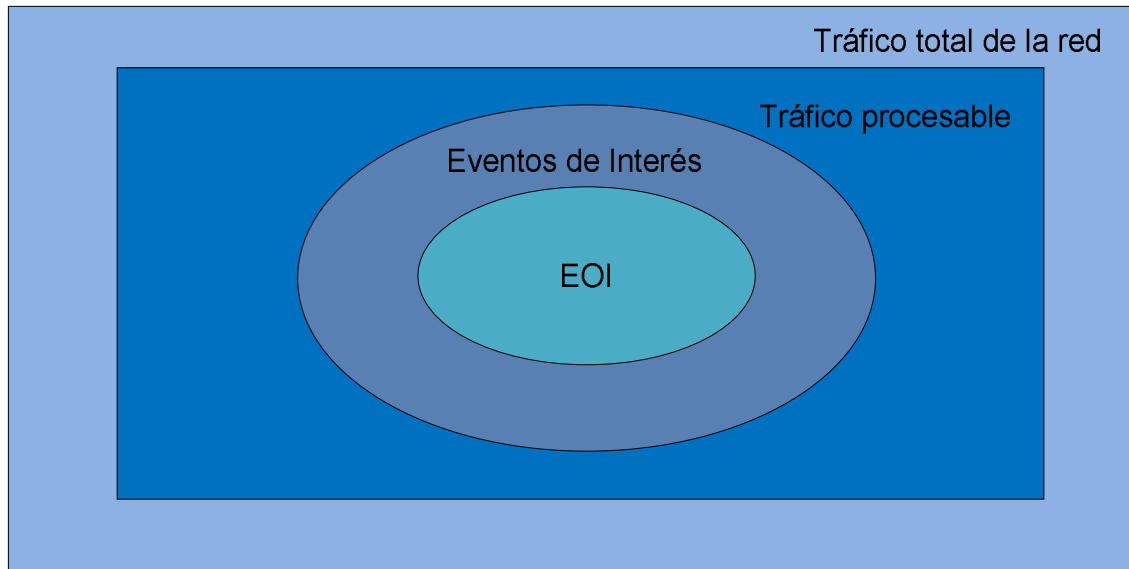 Tráfico total de la red
Tráfico procesable
Eventos de Interés
EOI